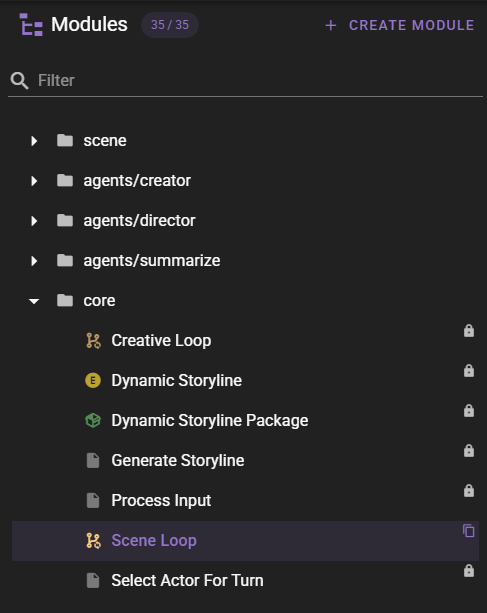 Modules 35 / 35 + CREATE MODULE
Filter
scene
agents/creator
agents/director
agents/summarize
core
Creative Loop
E Dynamic Storyline
Dynamic Storyline Package
Generate Storyline
Process Input
Scene Loop
Select Actor For Turn